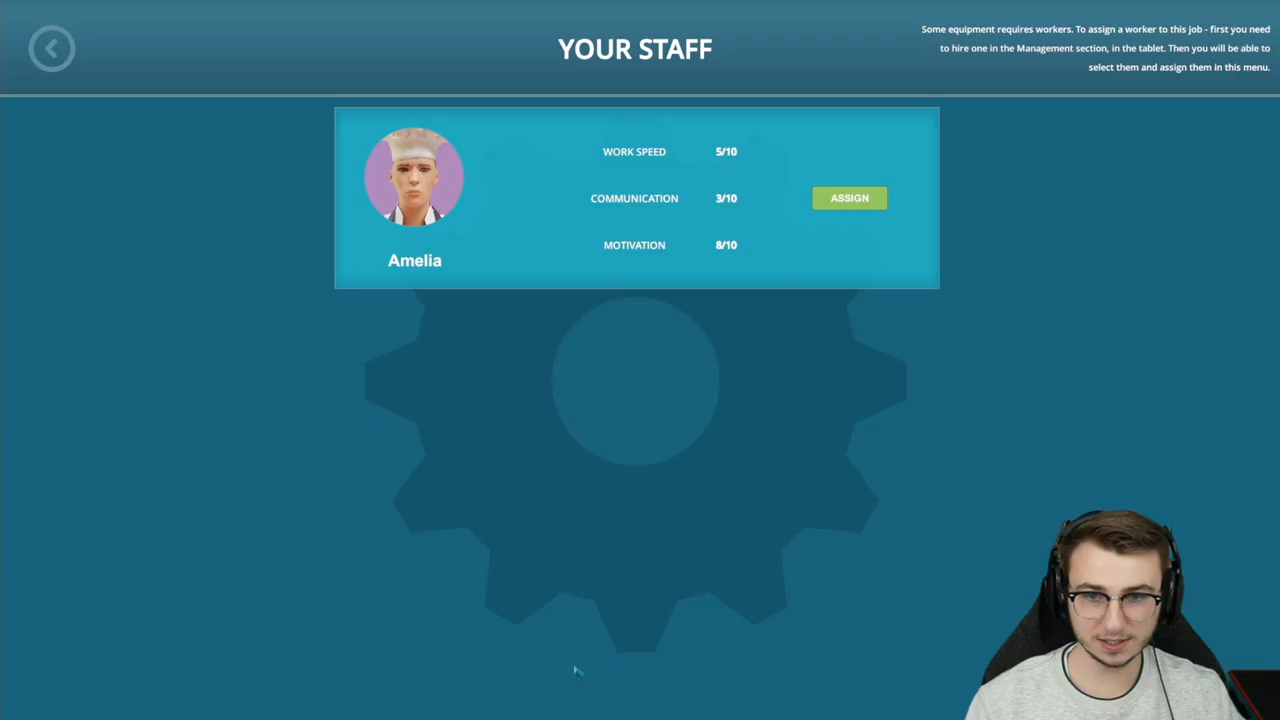 YOUR STAFF
Some equipment requires workers. To assign a worker to this job - first you need
to hire one in the Management section, in the tablet. Then you will be able to
select them and assign them in this menu.
WORK SPEED 5/10
COMMUNICATION 3/10
ASSIGN
MOTIVATION 8/10
Amelia